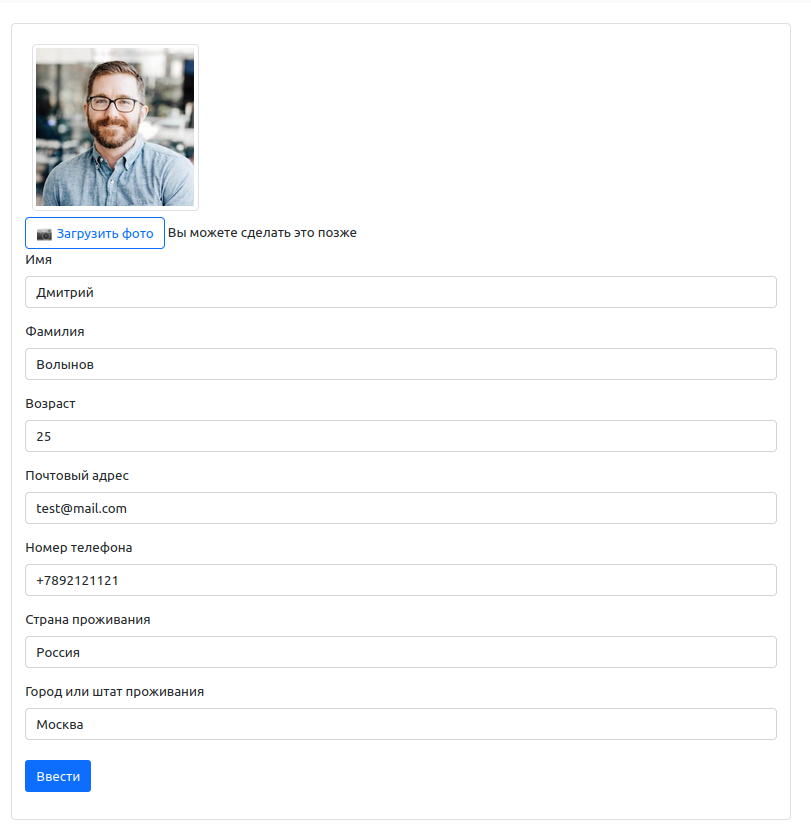 Загрузить фото Вы можете сделать это позже
Имя
Дмитрий
Фамилия
Волынов
Возраст
25
Почтовый адрес
test@mail.com
Номер телефона
+7892121121
Страна проживания
Россия
Город или штат проживания
Москва
Ввести